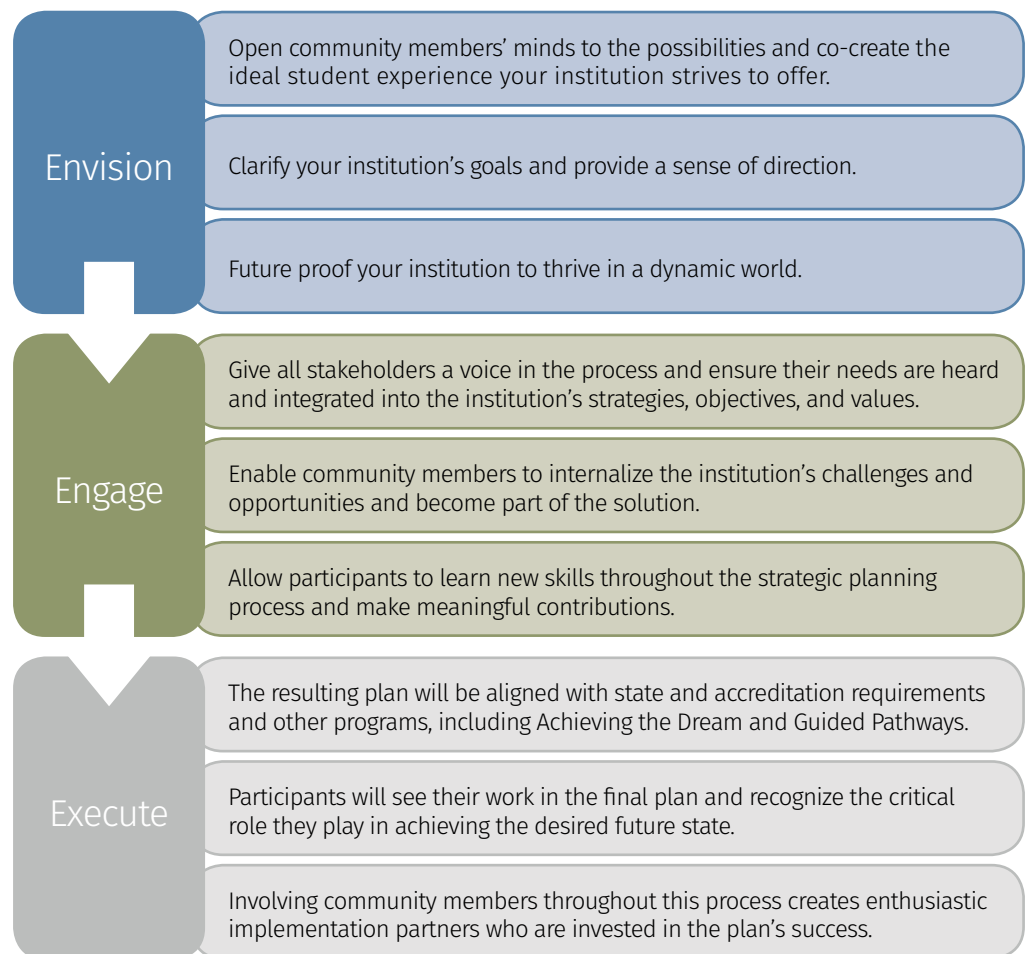 Envision
Open community members’ minds to the possibilities and co-create the
ideal student experience your institution strives to offer.
Clarify your institution’s goals and provide a sense of direction.
Future proof your institution to thrive in a dynamic world.
Engage
Give all stakeholders a voice in the process and ensure their needs are heard
and integrated into the institution’s strategies, objectives, and values.
Enable community members to internalize the institution’s challenges and
opportunities and become part of the solution.
Allow participants to learn new skills throughout the strategic planning
process and make meaningful contributions.
Execute
The resulting plan will be aligned with state and accreditation requirements
and other programs, including Achieving the Dream and Guided Pathways.
Participants will see their work in the final plan and recognize the critical
role they play in achieving the desired future state.
Involving community members throughout this process creates enthusiastic
implementation partners who are invested in the plan’s success.